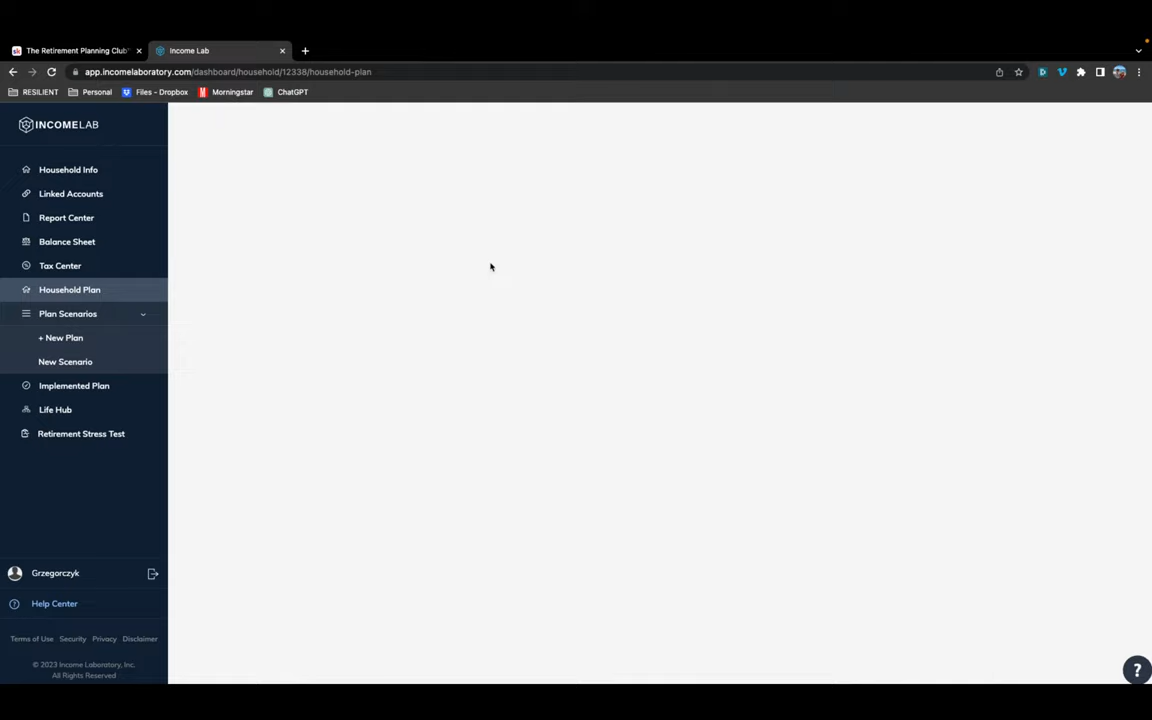 The Retirement Planning Club"
Income Lab
app.incomelaboratory.com/dashboard/household/12338/household-plan
RESILIENT
Personal
Files - Dropbox
Morningstar
ChatGPT
INCOMELAB
Household Info
Linked Accounts
Report Center
Balance Sheet
Tax Center
Household Plan
Plan Scenarios
+ New Plan
New Scenario
Implemented Plan
Life Hub
Retirement Stress Test
Grzegorczyk
Help Center
Terms of Use Security Privacy Disclaimer
© 2023 Income Laboratory, Inc.
All Rights Reserved